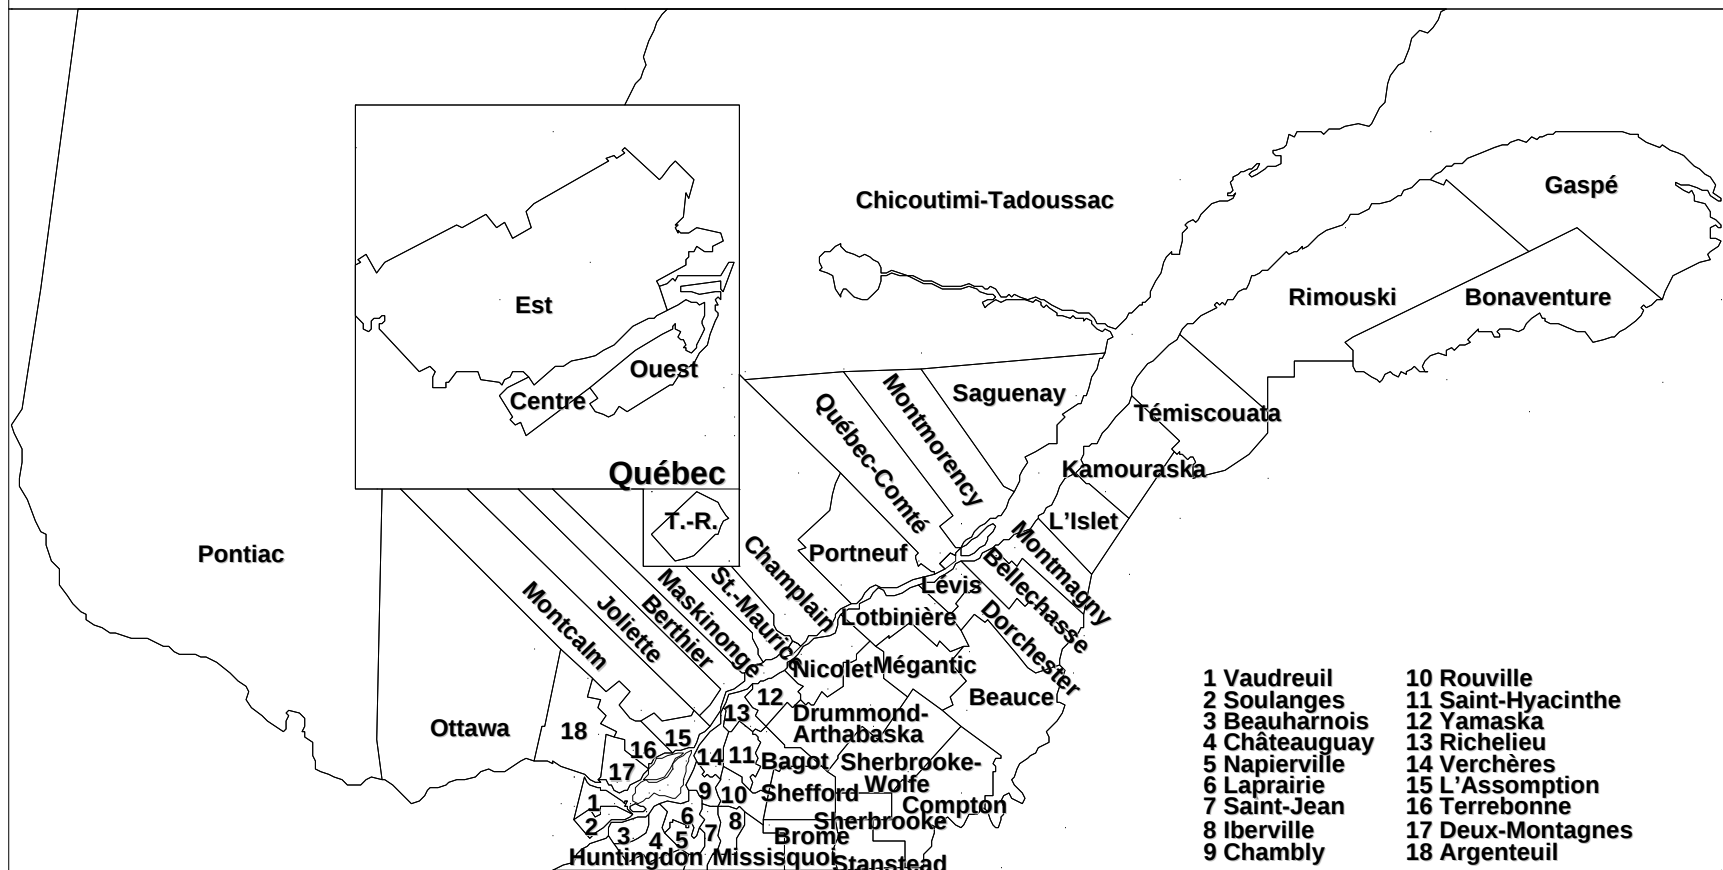 Gaspé
Chicoutimi-Tadoussac
Rimouski
Bonaventure
Est
Ouest
Centre
Saguenay
Montmorency
Québec-Comté
Témiscouata
Kamouraska
Québec
T.-R.
L'Islet
Pontiac
Portneuf
Champlain
Montmagny
Bellechasse
Dorchester
Lévis
Lotbinière
St.-Maurice
Maskinongé
Berthier
Joliette
Montcalm
Nicolet
Mégantic
Beauce
12
13
Drummond-
Arthabaska
Ottawa
18
15
16
17
14
11
Bagot
Sherbrooke-
Wolfe
9
10
Shefford
Compton
1
2
3
4
5
6
7
8
Sherbrooke
Brome
Huntingdon
Missisquoi
Stanstead
1 Vaudreuil
2 Soulanges
3 Beauharnois
4 Châteauguay
5 Napierville
6 Laprairie
7 Saint-Jean
8 Iberville
9 Chambly
10 Rouville
11 Saint-Hyacinthe
12 Yamaska
13 Richelieu
14 Verchères
15 L'Assomption
16 Terrebonne
17 Deux-Montagnes
18 Argenteuil